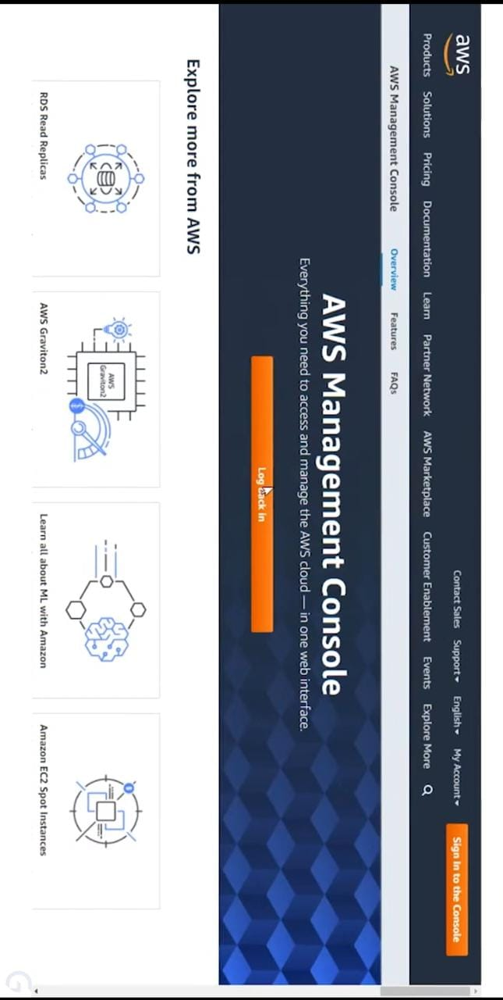 aws
Contact Sales Support English My Account Sign In to the Console
Products Solutions Pricing Documentation Learn Partner Network AWS Marketplace Customer Enablement Events Explore More
AWS Management Console Overview Features FAQs
AWS Management Console
Everything you need to access and manage the AWS cloud — in one web interface.
Log back in
Explore more from AWS
AWS
Graviton2
RDS Read Replicas
AWS Graviton2
Learn all about ML with Amazon
Amazon EC2 Spot Instances